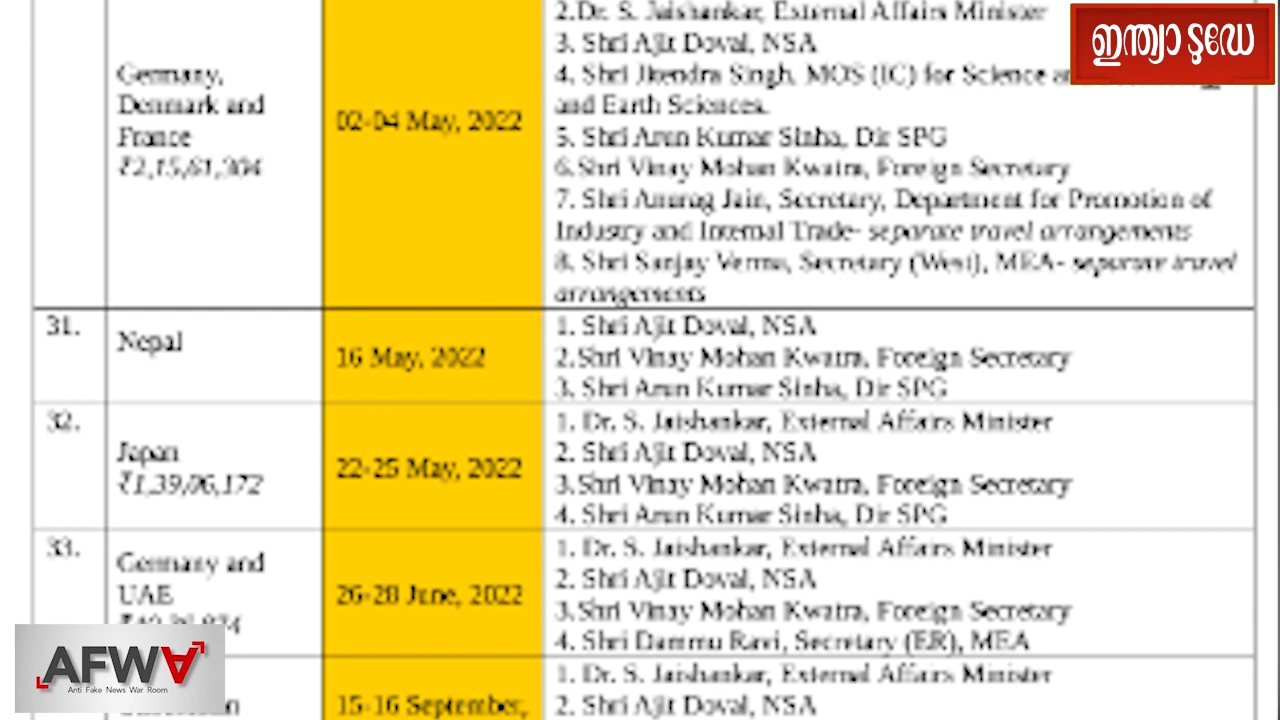 2.Dr. S. Jaishankar, External Affairs Minister
ഇന്ത്യാ ടുഡേ
3. Shri Ajit Doval, NSA
Germany,
Denmark and
France
₹2,15,61,304
02-04 May, 2022
4. Shri Jitendra Singh, MOS (IC) for Science
and Earth Sciences.
5. Shri Arun Kumar Sinha, Dir SPG
6.Shri Vinay Mohan Kwatra, Foreign Secretary
7. Shri Anurag Jain, Secretary, Department for Promotion of
Industry and Internal Trade- separate travel arrangements
8. Shri Sanjay Verma, Secretary (West), MEA- separate travel
arrangements
31.
Nepal
16 May, 2022
1. Shri Ajit Doval, NSA
2.Shri Vinay Mohan Kwatra, Foreign Secretary
3. Shri Arun Kumar Sinha, Dir SPG
32.
Japan
₹1,39,06,172
22-25 May, 2022
1. Dr. S. Jaishankar, External Affairs Minister
2. Shri Ajit Doval, NSA
3.Shri Vinay Mohan Kwatra, Foreign Secretary
4. Shri Arun Kumar Sinha, Dir SPG
33.
Germany and
UAE
26-28 June, 2022
1. Dr. S. Jaishankar, External Affairs Minister
2. Shri Ajit Doval, NSA
3.Shri Vinay Mohan Kwatra, Foreign Secretary
4. Shri Dammu Ravi, Secretary (ER), MEA
15-16 September,
1. Dr. S. Jaishankar, External Affairs Minister
2. Shri Ajit Doval, NSA
AFWA
Anti Fake News War Room